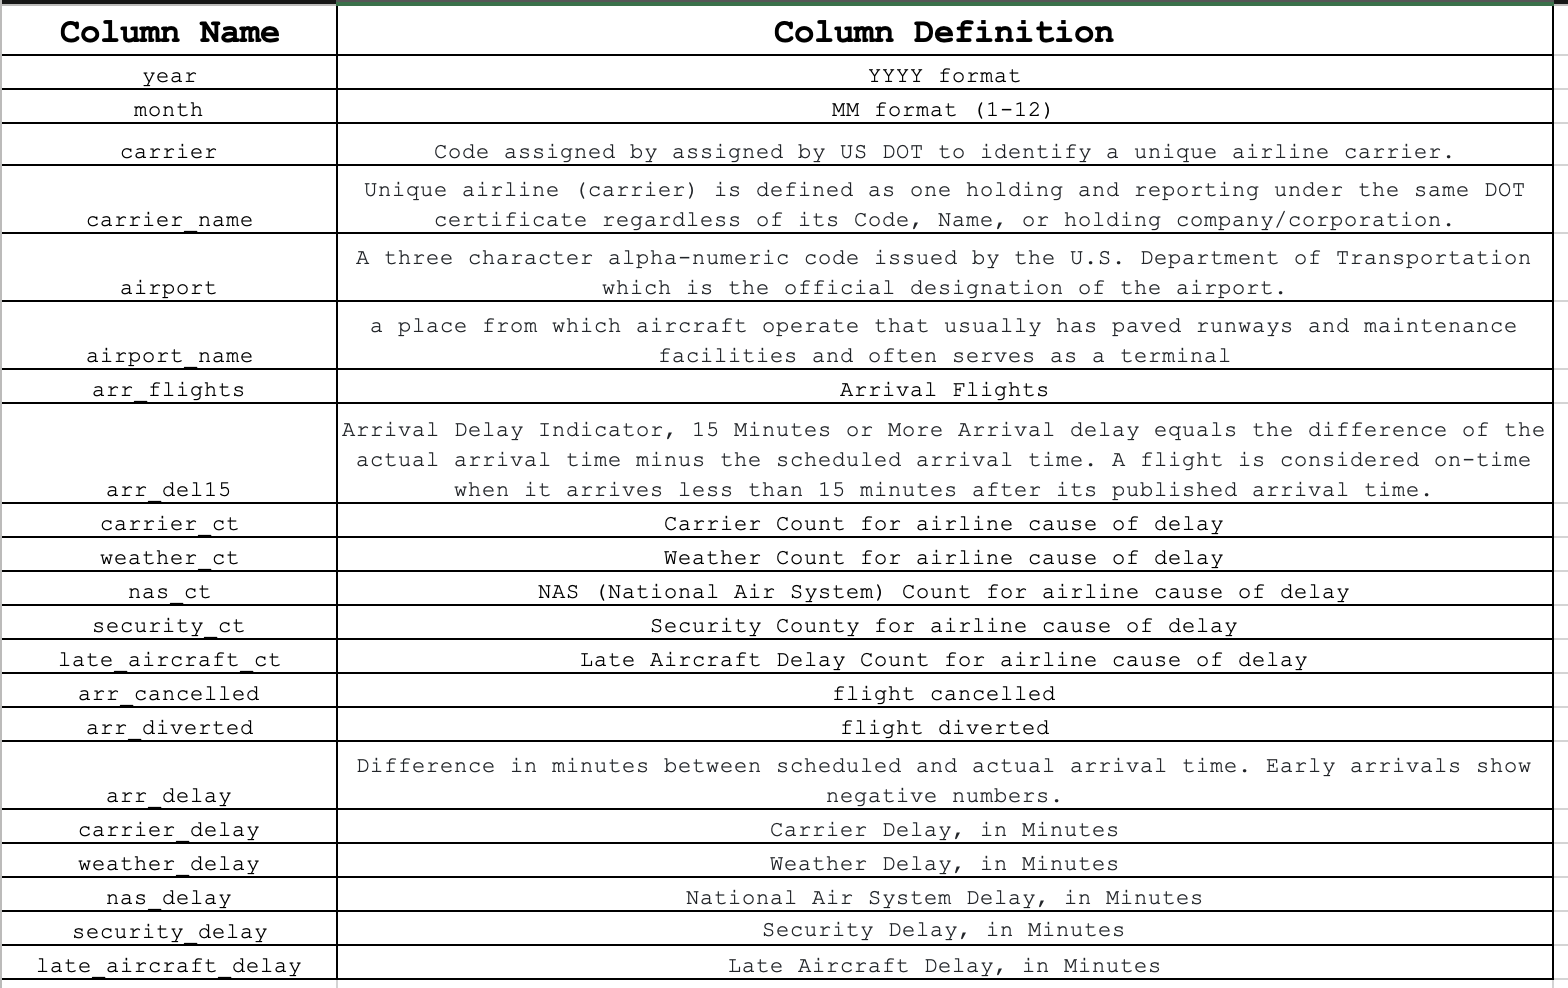 Column Name Column Definition
year YYYY format
month MM format (1-12)
carrier Code assigned by assigned by US DOT to identify a unique airline carrier.
Unique airline (carrier) is defined as one holding and reporting under the same DOT
carrier_name certificate regardless of its Code, Name, or holding company/corporation.
A three character alpha-numeric code issued by the U.S. Department of Transportation
airport which is the official designation of the airport.
a place from which aircraft operate that usually has paved runways and maintenance
airport_name facilities and often serves as a terminal
arr_flights Arrival Flights
Arrival Delay Indicator, 15 Minutes or More Arrival delay equals the difference of the
actual arrival time minus the scheduled arrival time. A flight is considered on-time
arr_del15 when it arrives less than 15 minutes after its published arrival time.
carrier_ct Carrier Count for airline cause of delay
weather_ct Weather Count for airline cause of delay
nas_ct NAS (National Air System) Count for airline cause of delay
security_ct Security County for airline cause of delay
late_aircraft_ct Late Aircraft Delay Count for airline cause of delay
arr_cancelled flight cancelled
arr_diverted flight diverted
Difference in minutes between scheduled and actual arrival time. Early arrivals show
arr_delay negative numbers.
carrier_delay Carrier Delay, in Minutes
weather_delay Weather Delay, in Minutes
nas_delay National Air System Delay, in Minutes
security_delay Security Delay, in Minutes
late_aircraft_delay Late Aircraft Delay, in Minutes